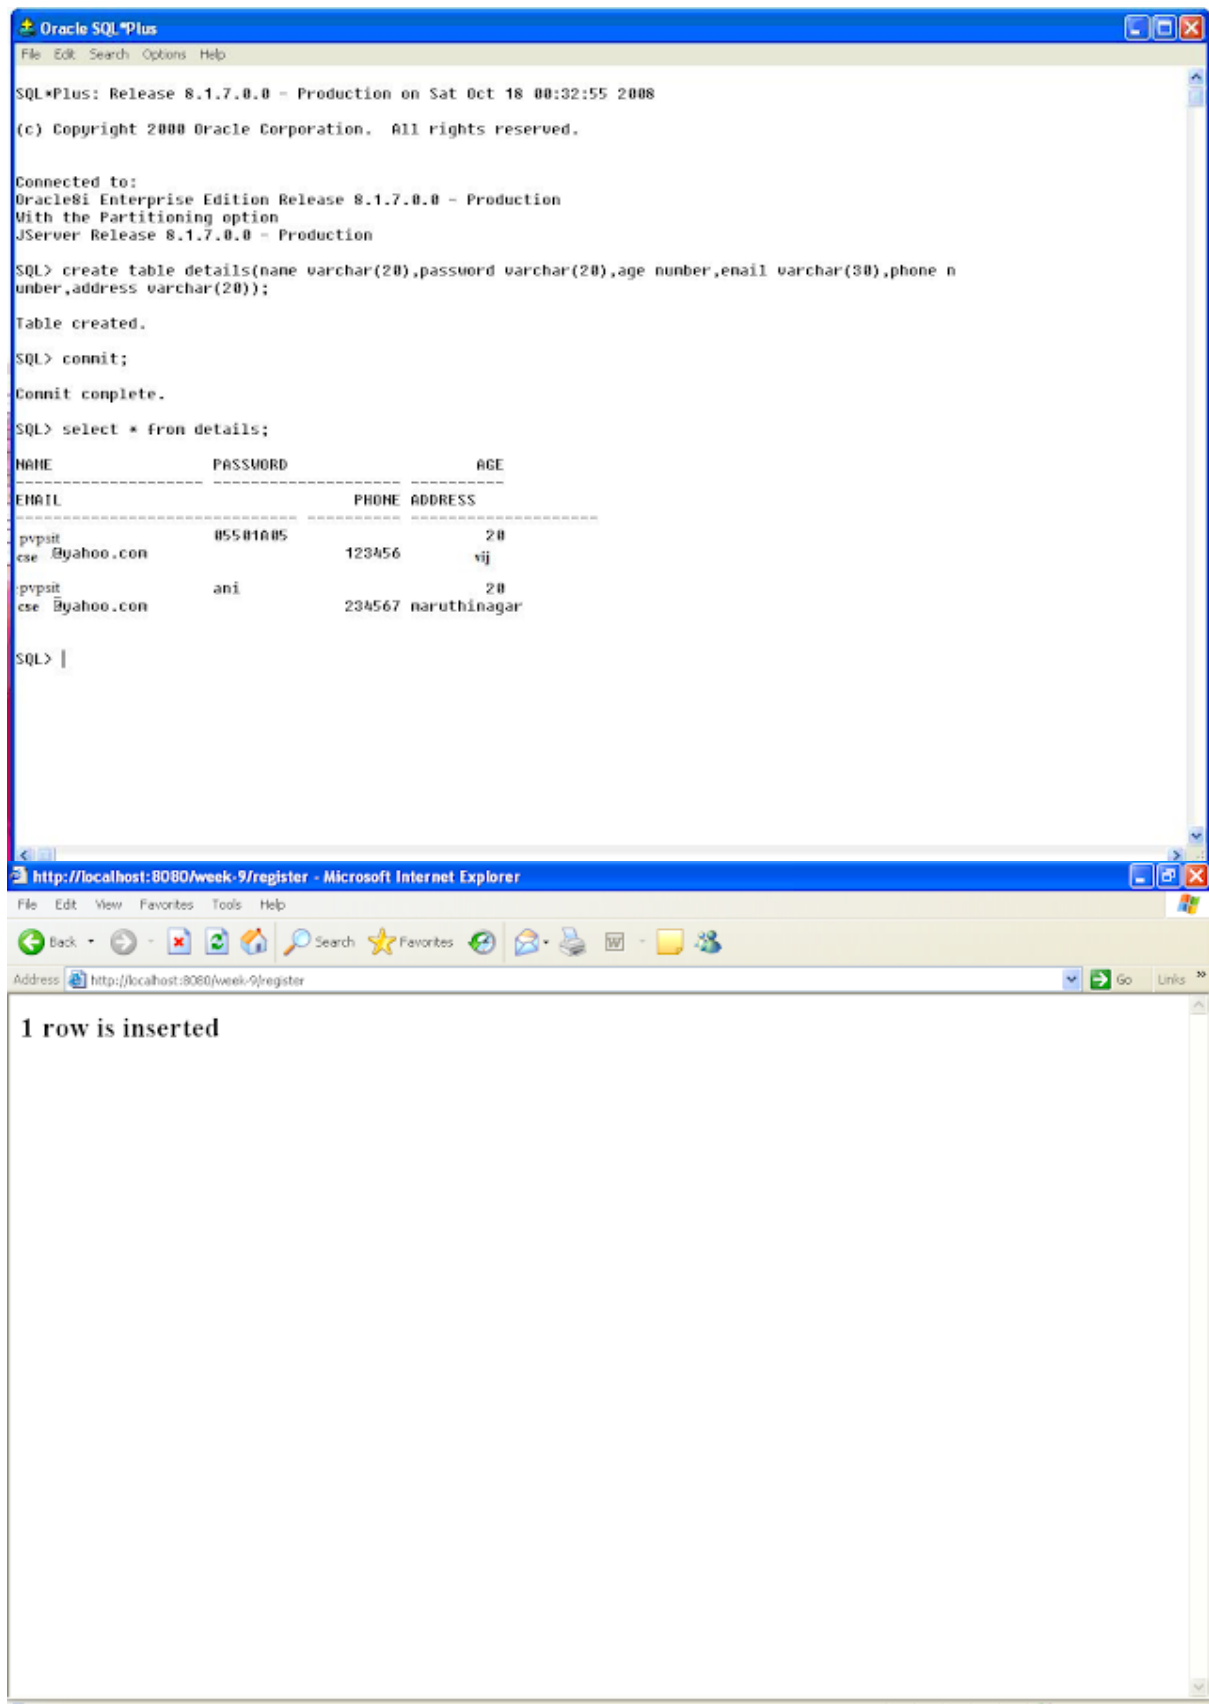 Oracle SQL*Plus
File Edit Search Options Help
SQL*Plus: Release 8.1.7.0.0 - Production on Sat Oct 18 00:32:55 2008
(c) Copyright 2000 Oracle Corporation. All rights reserved.
Connected to:
Oracle8i Enterprise Edition Release 8.1.7.0.0 - Production
With the Partitioning option
JServer Release 8.1.7.0.0 - Production
SQL> create table details(name varchar(20),password varchar(20),age number,email varchar(30),phone n
umber,address varchar(20));
Table created.
SQL> commit;
Commit complete.
SQL> select * from details;
NAME PASSWORD AGE
-------------------- -------------------- ----------
EMAIL PHONE ADDRESS
------------------------------ ---------- --------------------
pvpsit 05501A05 20
cse @yahoo.com 123456 vij
pvpsit ani 20
cse @yahoo.com 234567 maruthinagar
SQL>
http://localhost:8080/week-9/register - Microsoft Internet Explorer
File Edit View Favorites Tools Help
Back Search Favorites
Address http://localhost:8080/week-9/register Go Links »
1 row is inserted